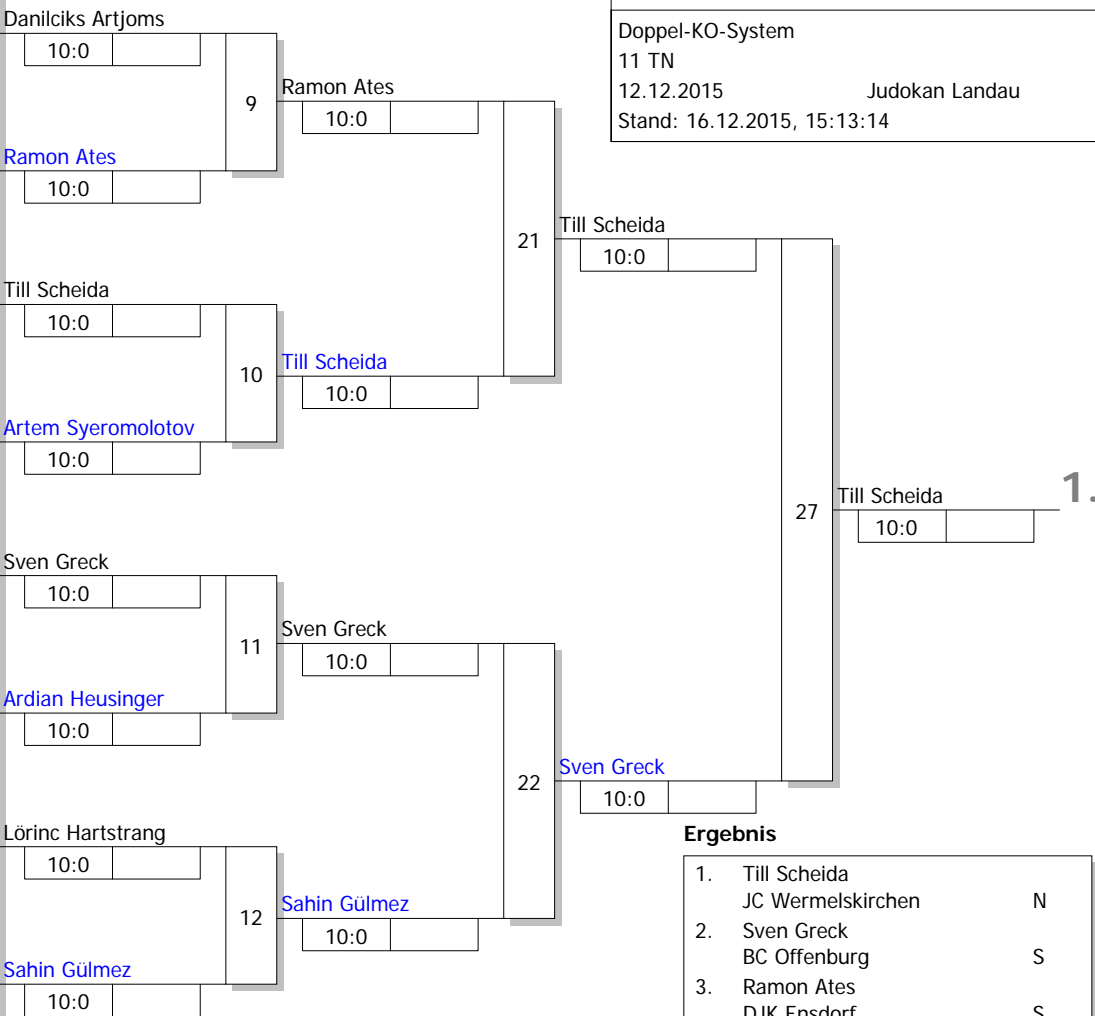 Danilciks Artjoms
10:0
9
Ramon Ates
10:0
Ramon Ates
10:0
Doppel-KO-System
11 TN
12.12.2015 Judokan Landau
Stand: 16.12.2015, 15:13:14
21
Till Scheida
10:0
Till Scheida
10:0
10
Till Scheida
10:0
Artem Syeromolotov
10:0
27
Till Scheida
10:0
1.
Sven Greck
10:0
11
Sven Greck
10:0
Ardian Heusinger
10:0
22
Sven Greck
10:0
Lörinc Hartstrang
10:0
12
Sahin Gülmez
10:0
Sahin Gülmez
10:0
Ergebnis
1. Till Scheida
JC Wermelskirchen N
2. Sven Greck
BC Offenburg S
3. Ramon Ates
DJK Ensdorf S